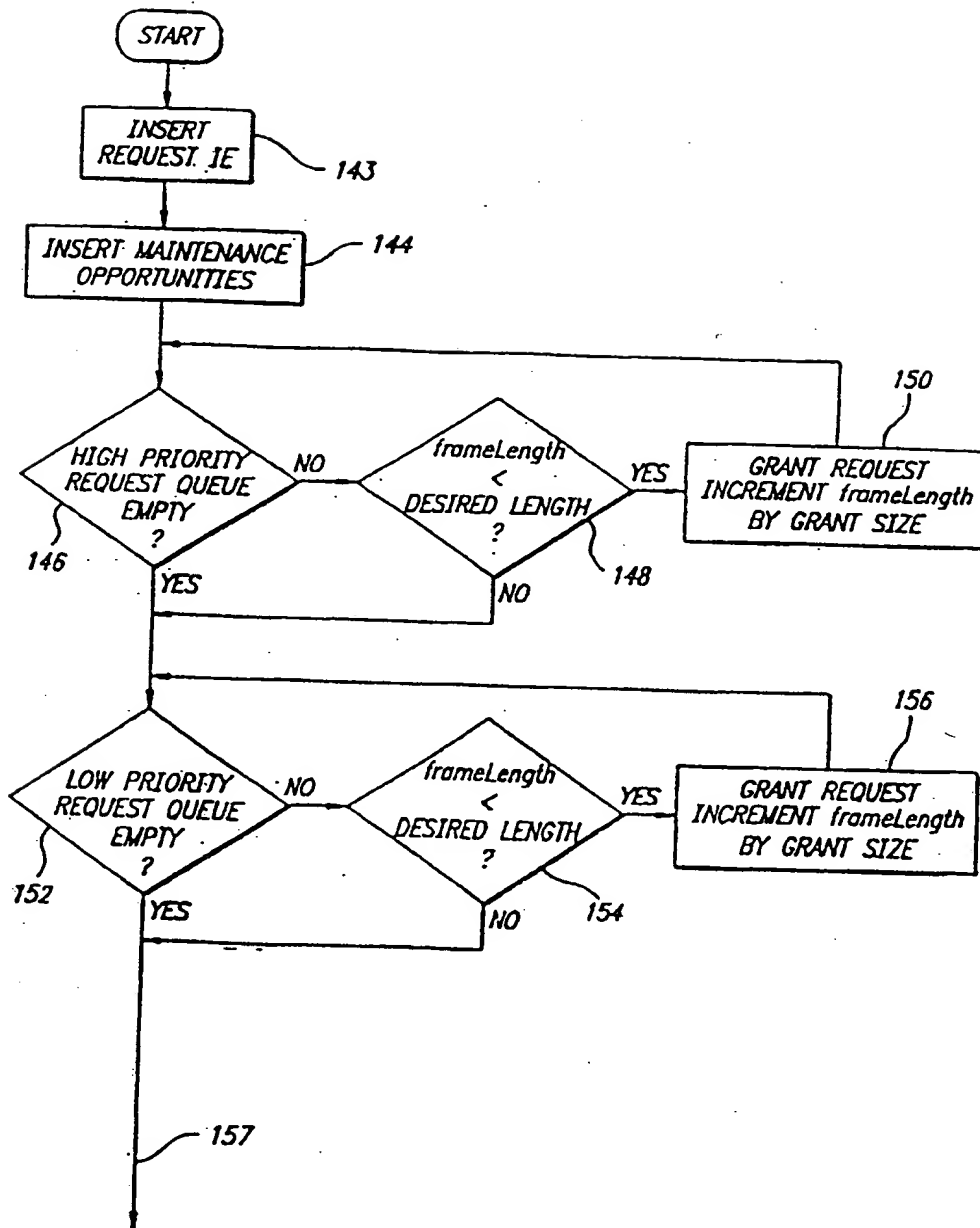 START
INSERT
REQUEST IE
143
INSERT MAINTENANCE
OPPORTUNITIES
144
HIGH PRIORITY
REQUEST QUEUE
EMPTY
?
146
NO
YES
frameLength
<
DESIRED LENGTH
?
148
YES
NO
150
GRANT REQUEST
INCREMENT frameLength
BY GRANT SIZE
LOW PRIORITY
REQUEST QUEUE
EMPTY
?
152
NO
YES
frameLength
<
DESIRED LENGTH
?
154
YES
NO
156
GRANT REQUEST
INCREMENT frameLength
BY GRANT SIZE
157